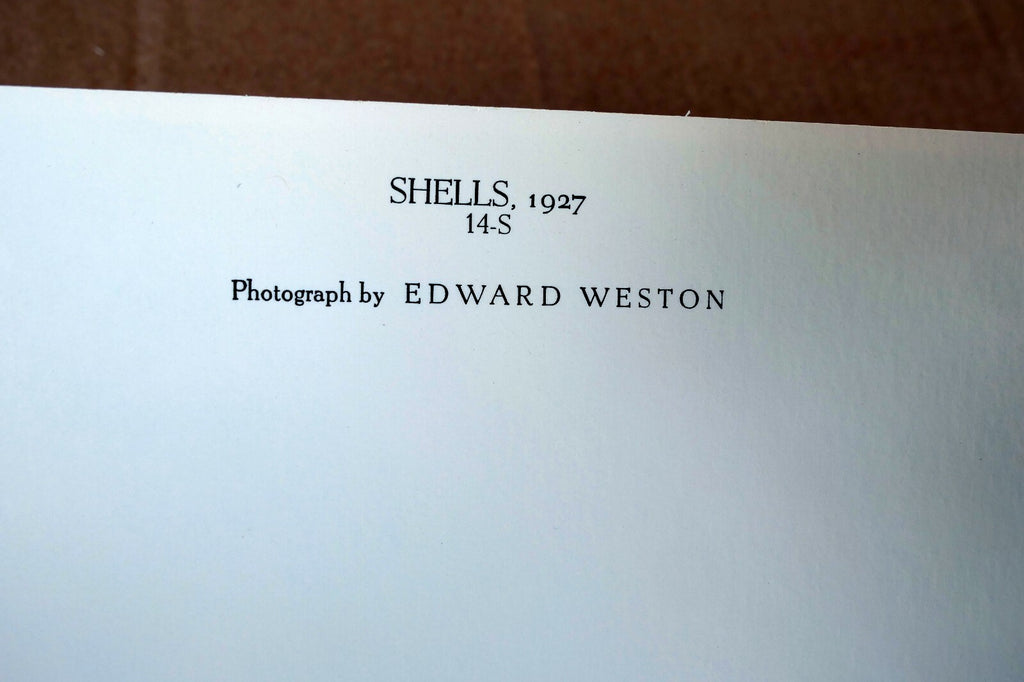 SHELLS, 1927
14-S
Photograph by EDWARD WESTON